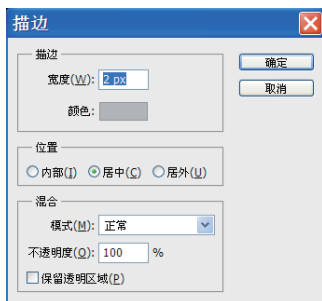 描边
描边
宽度(W): 2 px
颜色:
确定
取消
位置
内部(I) 居中(C) 居外(U)
混合
模式(M): 正常
不透明度(O): 100 %
保留透明区域(P)